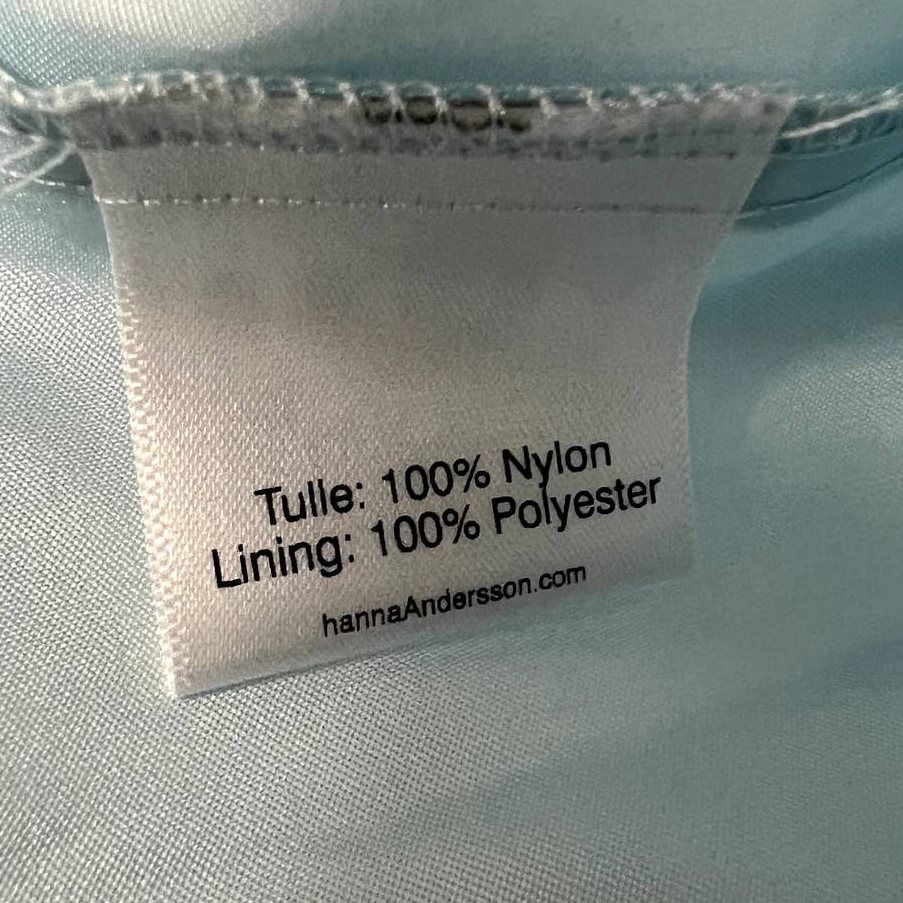 Tulle: 100% Nylon
Lining: 100% Polyester
hannaAndersson.com